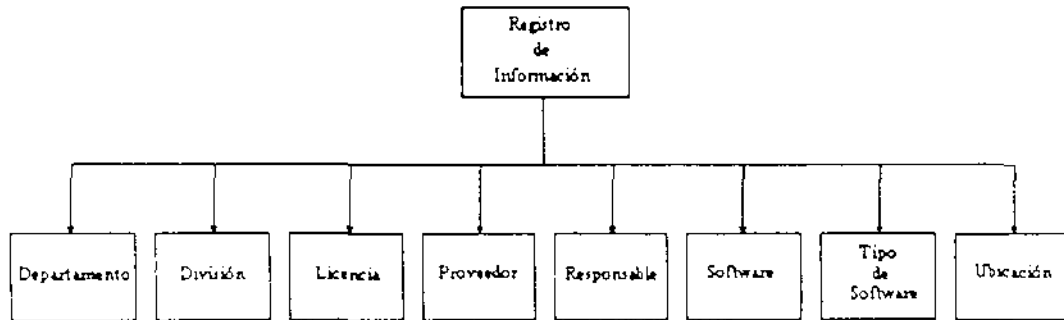 Registro
de
Información
Departamento
División
Licencia
Proveedor
Responsable
Software
Tipo
de
Software
Ubicación